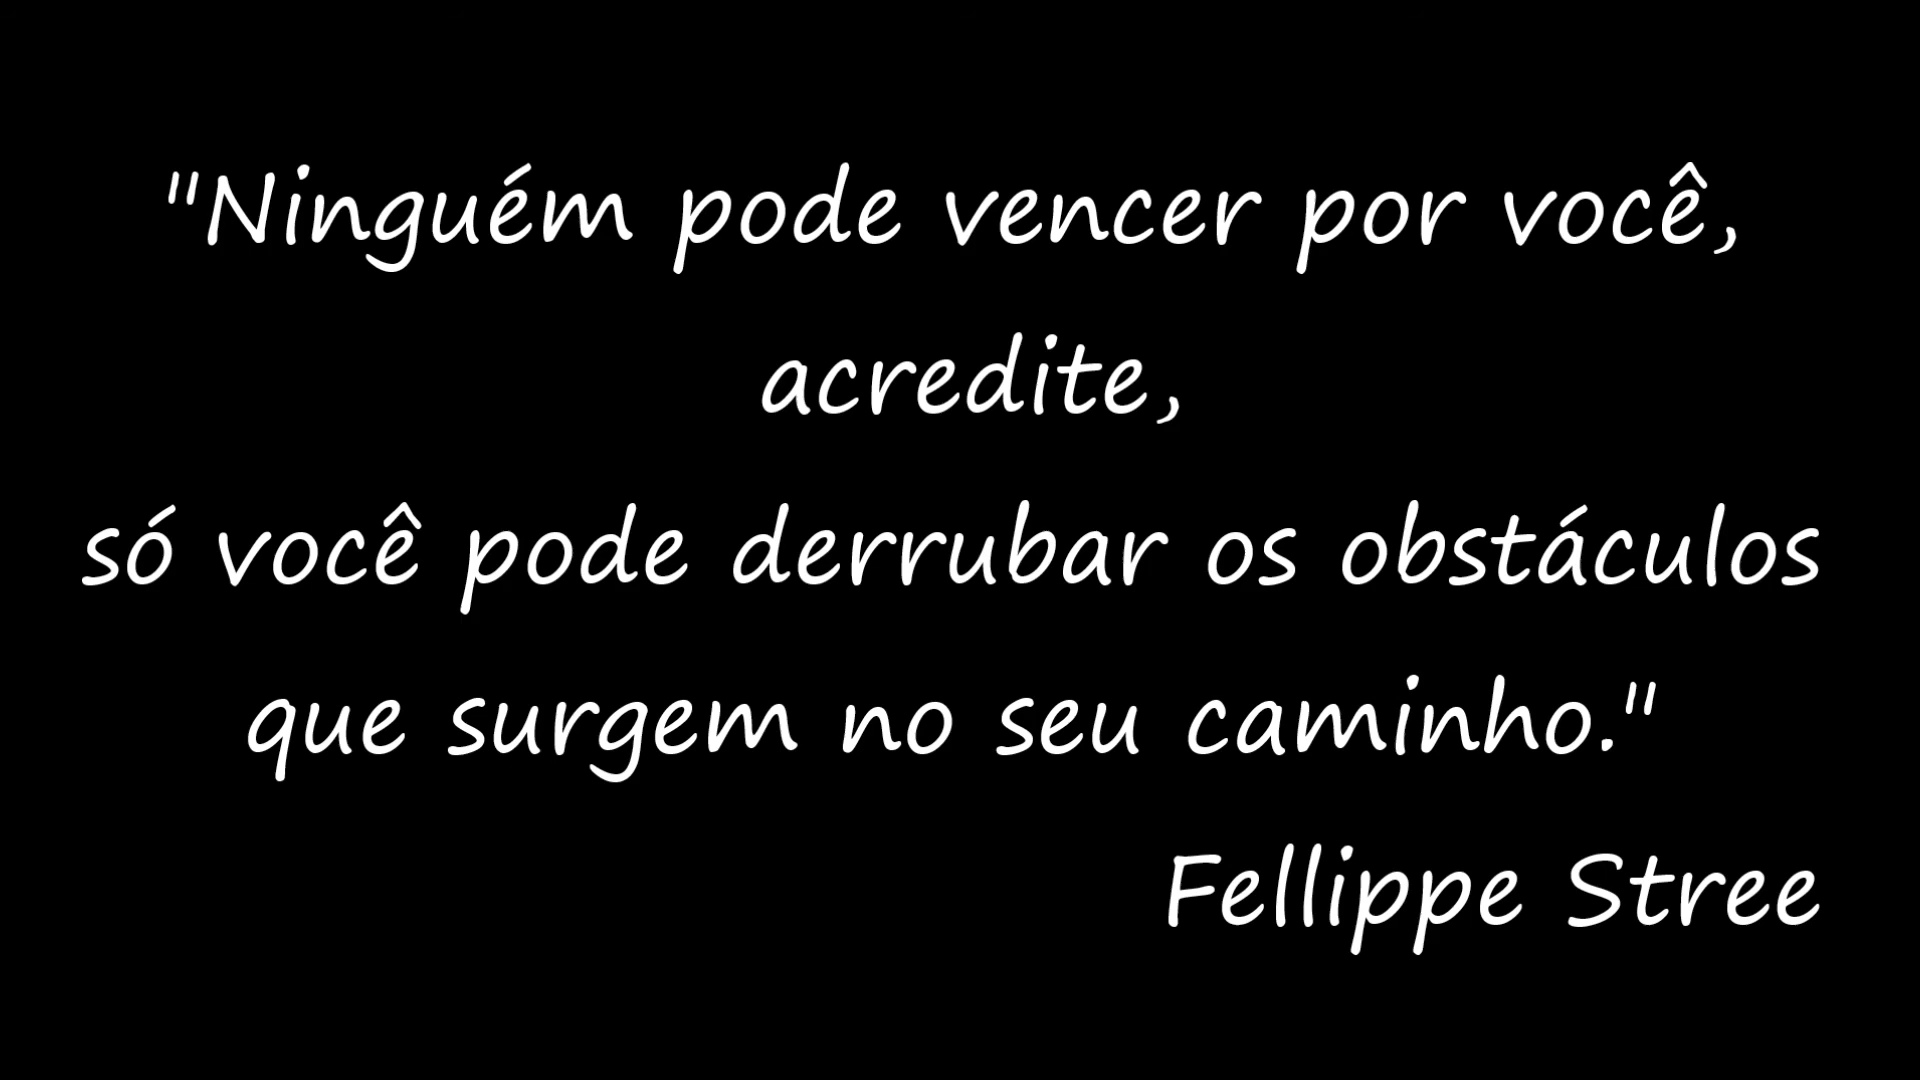 "Ninguém pode vencer por você,
acredite,
só você pode derrubar os obstáculos
que surgem no seu caminho."
Fellippe Stree